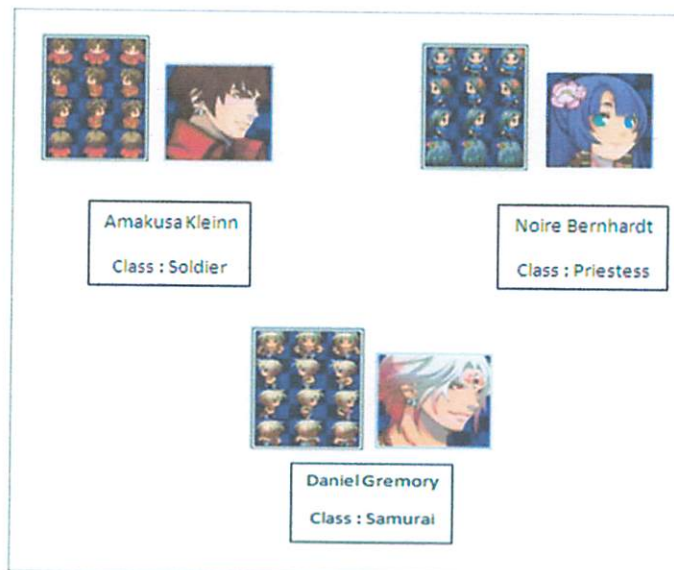 Amakusa Kleinn
Class : Soldier
Noire Bernhardt
Class : Priestess
Daniel Gremory
Class : Samurai